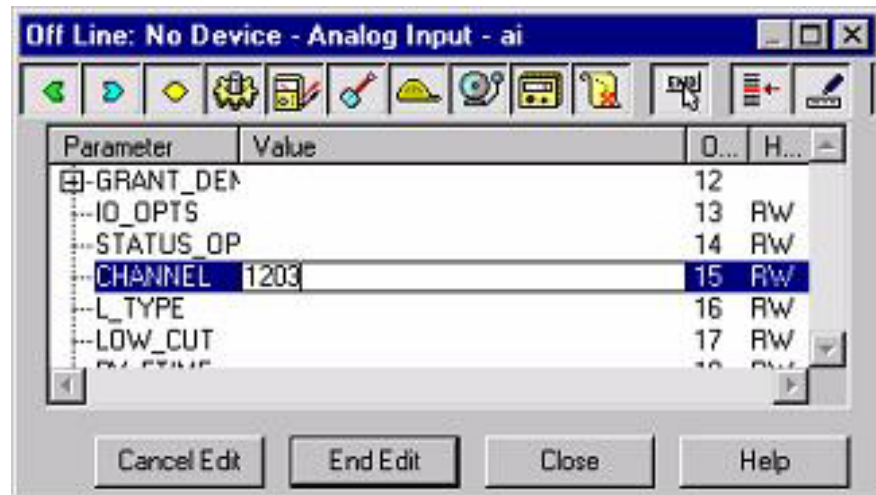 Off Line: No Device - Analog Input - ai
END
Parameter Value O... H...
GRANT_DEN 12
IO_OPTS 13 RW
STATUS_OP 14 RW
CHANNEL 1203 15 RW
L_TYPE 16 RW
LOW_CUT 17 RW
Cancel Edit End Edit Close Help